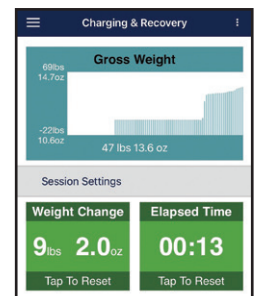 Charging & Recovery
Gross Weight
69lbs
14.7oz
-22lbs
10.6oz
47 lbs 13.6 oz
Session Settings
Weight Change
9lbs 2.0oz
Tap To Reset
Elapsed Time
00:13
Tap To Reset